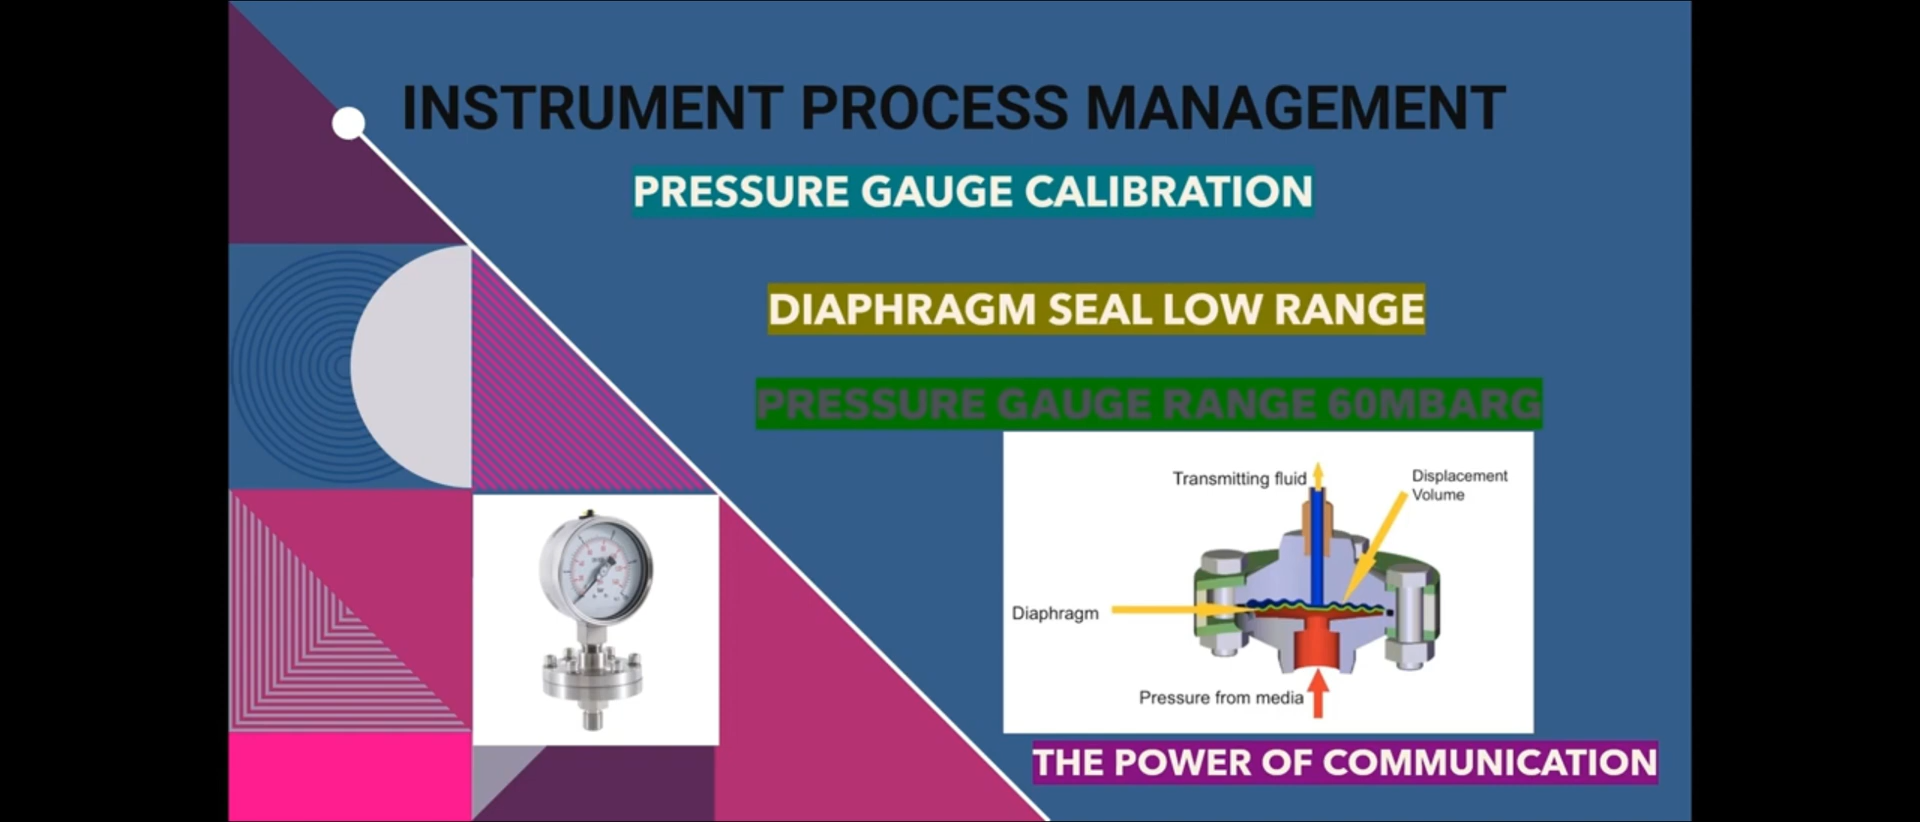 INSTRUMENT PROCESS MANAGEMENT
PRESSURE GAUGE CALIBRATION
DIAPHRAGM SEAL LOW RANGE
PRESSURE GAUGE RANGE 60MBARG
Transmitting fluid
Displacement
Volume
Diaphragm
Pressure from media
THE POWER OF COMMUNICATION
bar